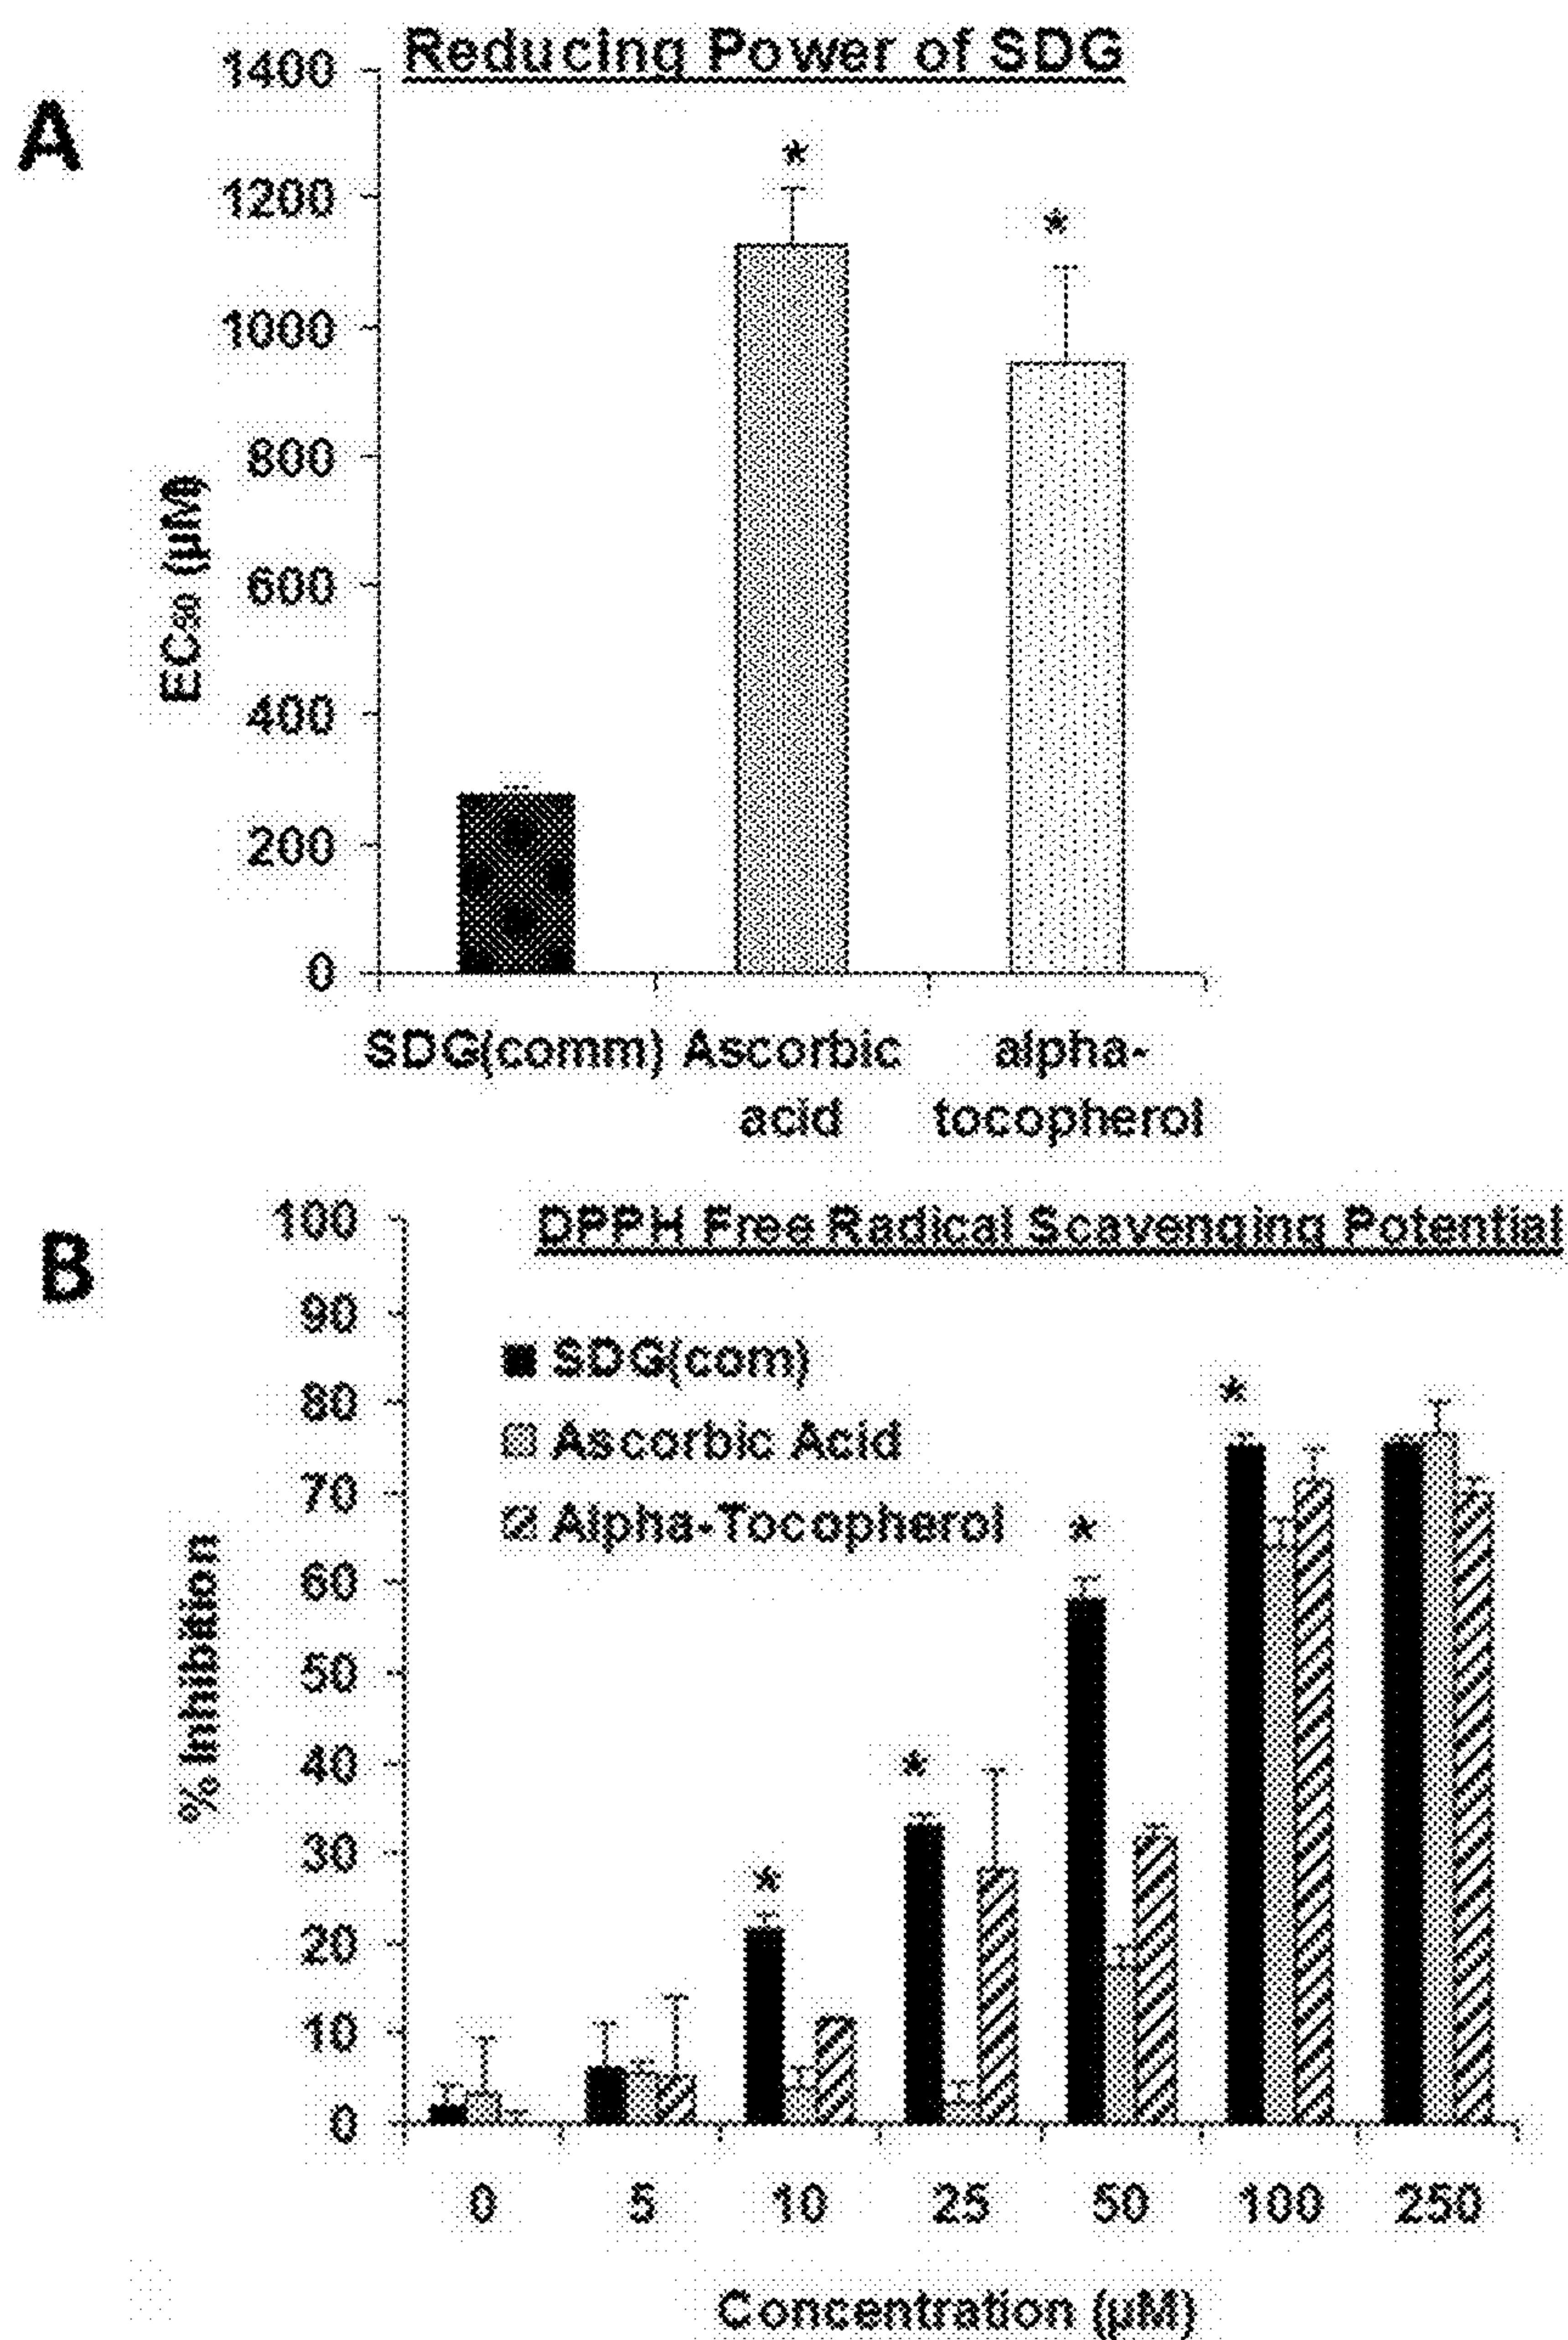 A
Reducing Power of SDG
1400
1200
1000
800
600
400
200
0
EC50 (µM)
*
*
SDG(comm) Ascorbic acid alpha-tocopherol
B
DPPH Free Radical Scavenging Potential
100
90
80
70
60
50
40
30
20
10
0
% Inhibition
SDG(com)
Ascorbic Acid
Alpha-Tocopherol
*
*
*
*
0 5 10 25 50 100 250
Concentration (µM)